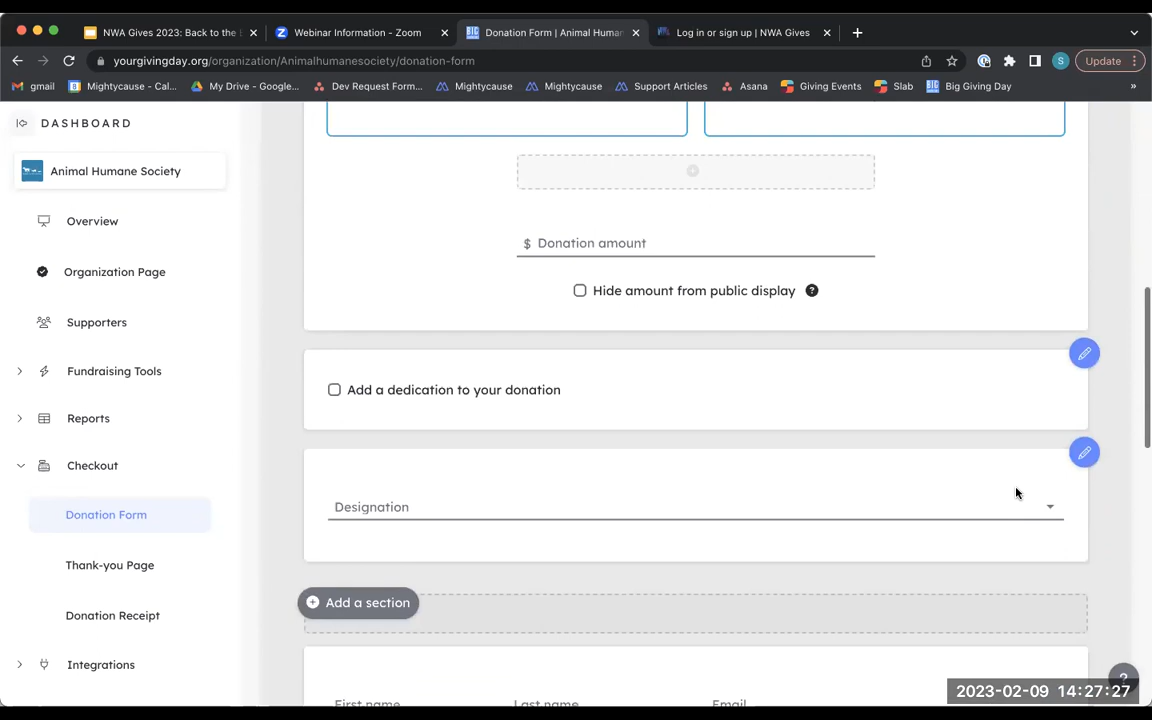 NWA Gives 2023: Back to the
Webinar Information - Zoom
Donation Form | Animal Human
Log in or sign up | NWA Gives
yourgivingday.org/organization/Animalhumanesociety/donation-form
S
Update
gmail
Mightycause - Cal...
My Drive - Google...
Dev Request Form...
Mightycause
Mightycause
Support Articles
Asana
Giving Events
Slab
BIG
Big Giving Day
»
DASHBOARD
Animal Humane Society
Overview
Organization Page
Supporters
Fundraising Tools
Reports
Checkout
Donation Form
Thank-you Page
Donation Receipt
Integrations
$ Donation amount
Hide amount from public display ?
Add a dedication to your donation
Designation
Add a section
First name
Last name
Email
?
2023-02-09 14:27:27